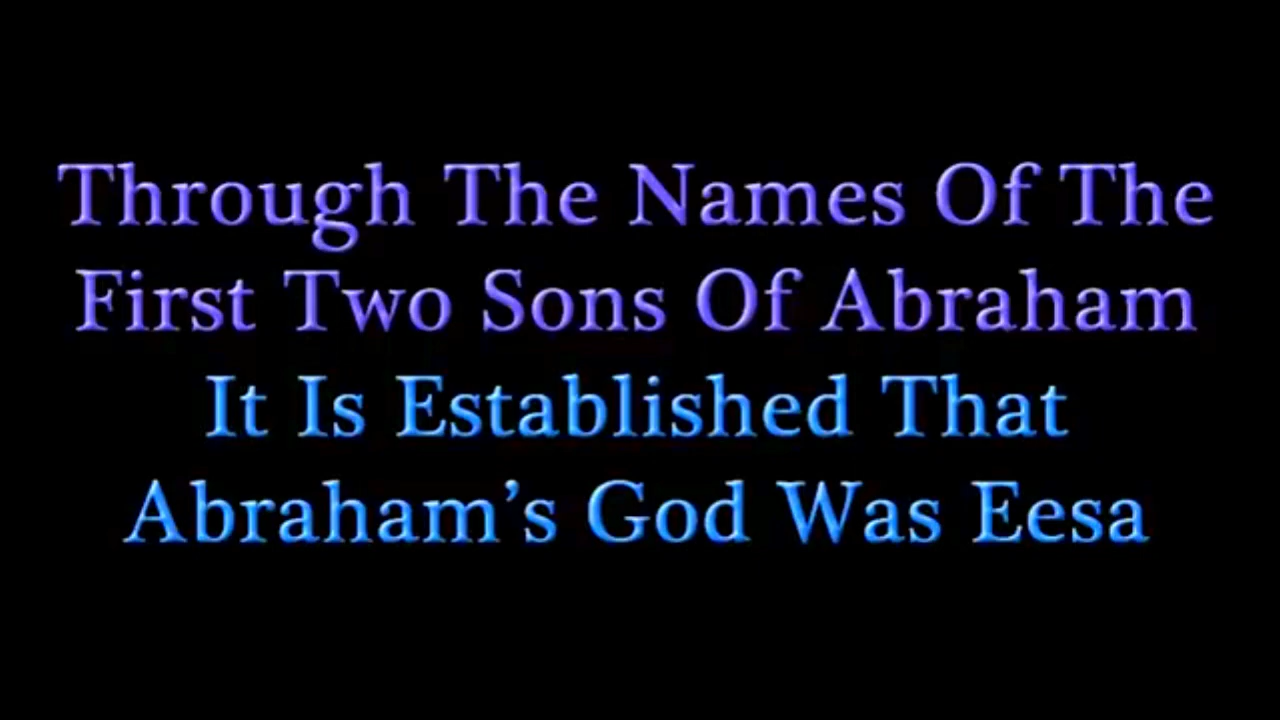 Through The Names Of The
First Two Sons Of Abraham
It Is Established That
Abraham’s God Was Eesa